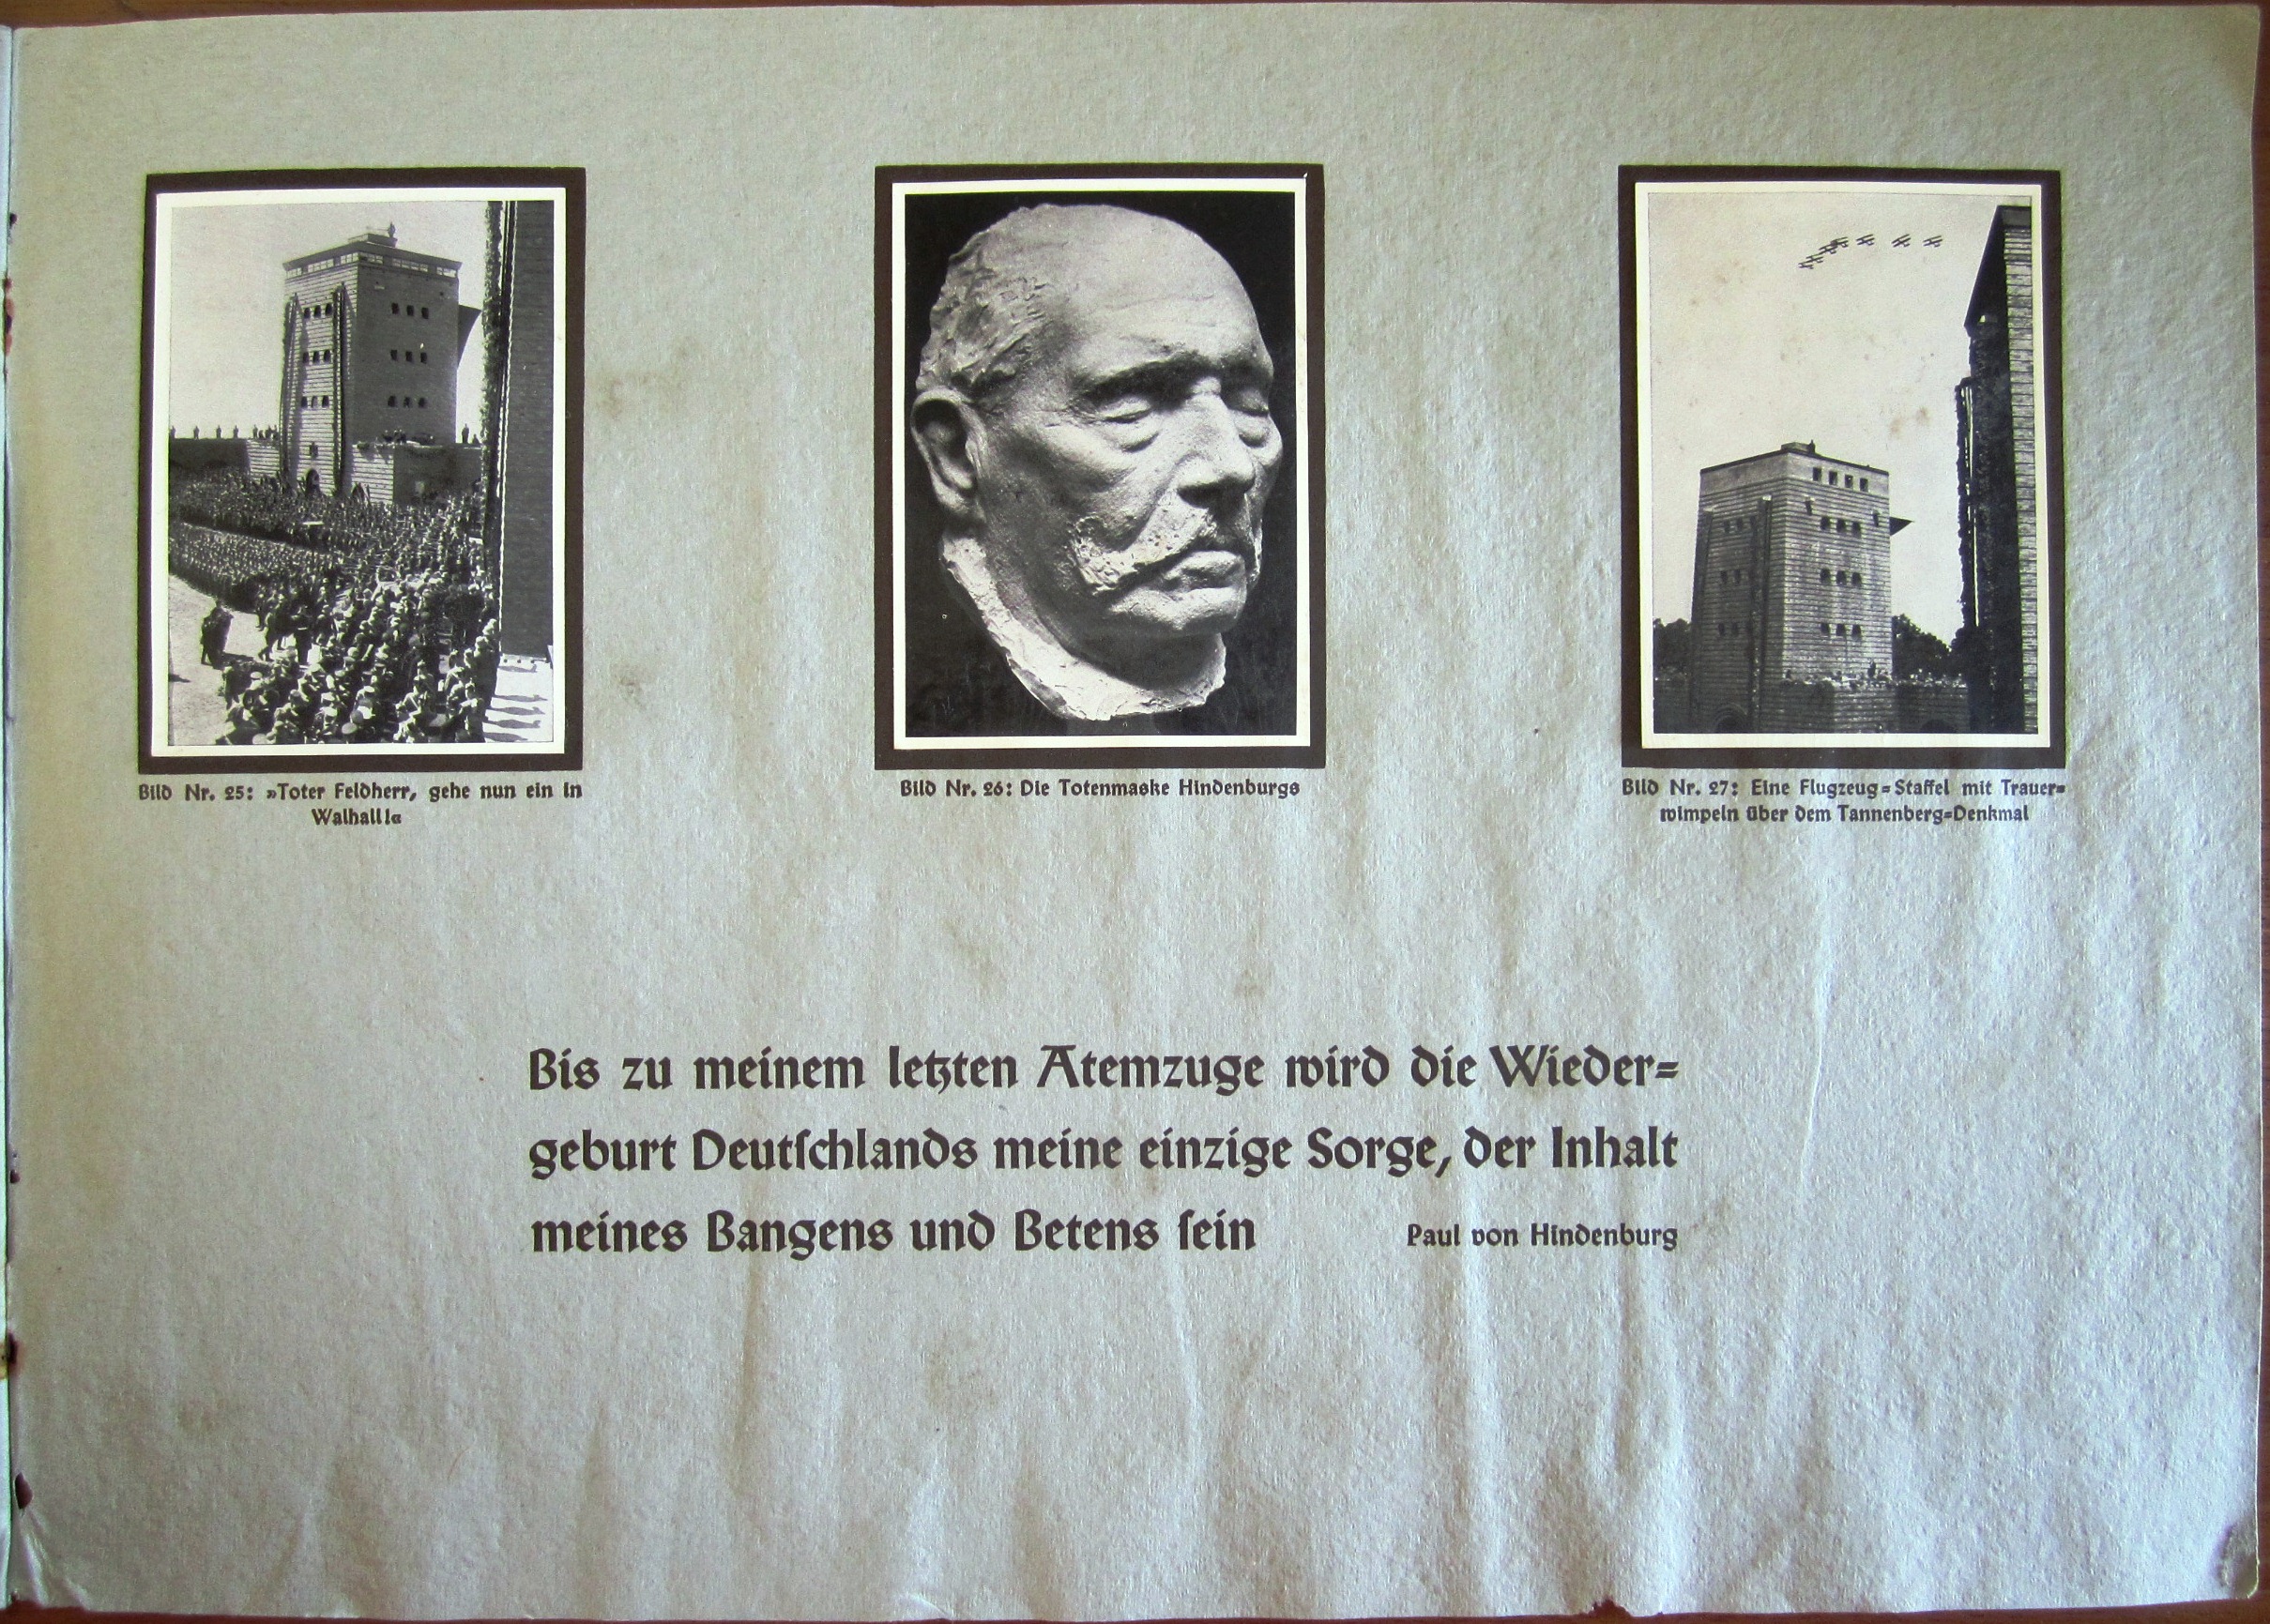 Bild Nr. 25: »Toter Feldherr, gehe nun ein in
Walhall!«
Bild Nr. 26: Die Totenmaske Hindenburgs
Bild Nr. 27: Eine Flugzeug-Staffel mit Trauer-
wimpeln über dem Tannenberg-Denkmal
Bis zu meinem letzten Atemzuge wird die Wieder-
geburt Deutſchlands meine einzige Sorge, der Inhalt
meines Bangens und Betens ſein
Paul von Hindenburg